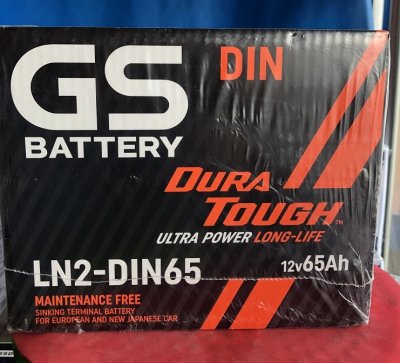 GS
DIN
BATTERY
DURA
TOUGH™
ULTRA POWER LONG-LIFE
LN2-DIN65
12V65Ah
MAINTENANCE FREE
SINKING TERMINAL BATTERY
FOR EUROPEAN AND NEW JAPANESE CAR